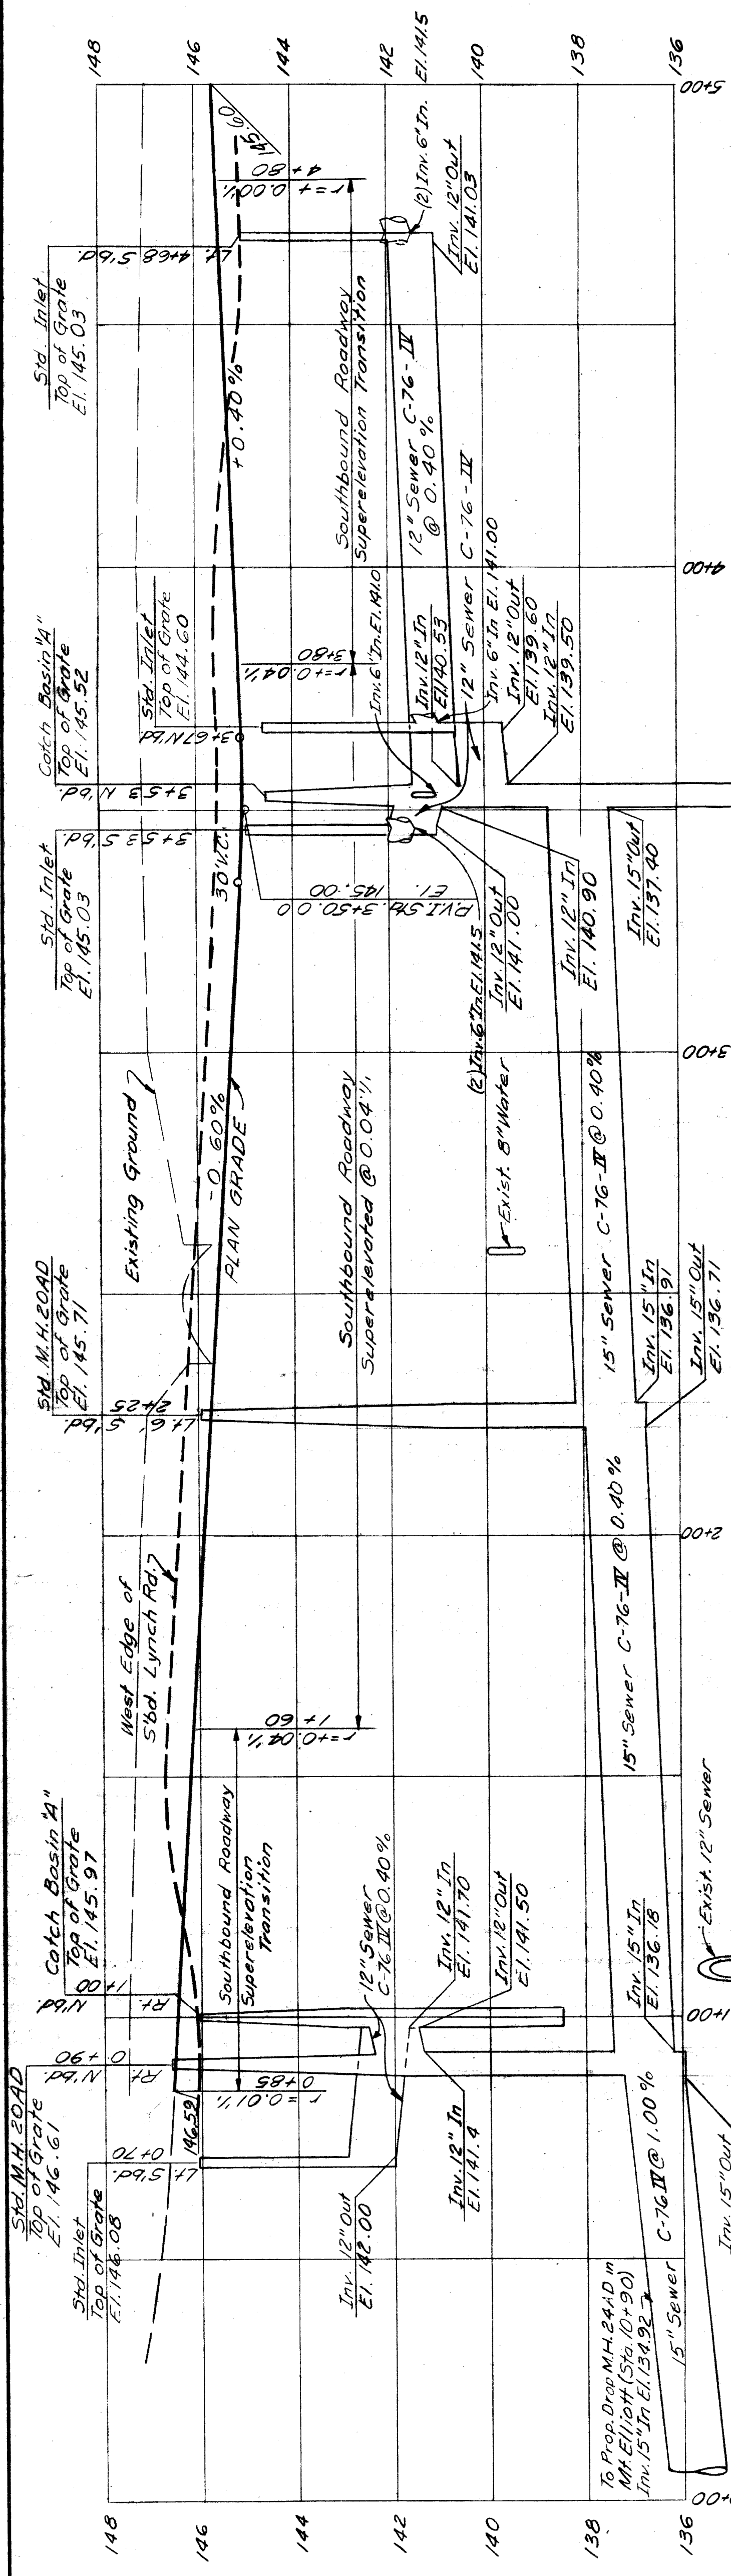 148
146
144
142
140
138
136
Std. M.H. 20AD
Top of Grate
El. 146.61
N'bd. 0+90
Rt.
Std. Inlet
Top of Grate
El. 146.08
Lt. S'bd. 0+70
Catch Basin "A"
Top of Grate
El. 145.97
N'bd. 1+00
Rt.
146.59
r=0.01%
0+85
Southbound Roadway
Superelevation
Transition
r=+0.04%
1+60
12" Sewer
C-76 IV @ 0.40%
Inv. 12" In
El. 141.70
Inv. 12" Out
El. 141.50
Inv. 12" Out
El. 142.00
Inv. 12" In
El. 141.4
To Prop. Drop M.H. 24AD in
Mt. Elliott (Sta. 10+90)
Inv. 15" In El. 134.92
15" Sewer C-76 IV @ 1.00%
Inv. 15" In
El. 136.18
Inv. 15" Out
Exist. 12" Sewer
West Edge of
S'bd. Lynch Rd.
Std. M.H. 20AD
Top of Grate
El. 145.71
2+25
Lt. 6' S'bd.
Existing Ground
-0.60%
PLAN GRADE
Southbound Roadway
Superelevated @ 0.04%
Exist. 8" Water
15" Sewer C-76-IV @ 0.40%
15" Sewer C-76-IV @ 0.40%
Inv. 15" In
El. 136.91
Inv. 15" Out
El. 136.71
Std. Inlet
Top of Grate
El. 145.03
3+53 S'bd.
Catch Basin "A"
Top of Grate
El. 145.52
3+53 N'bd.
Std. Inlet
Top of Grate
El. 144.60
3+67 N'bd.
30' V.C.
P.V.I. Sta. 3+50.00
El. 145.00
(2) Inv. 6" In El. 141.5
Inv. 12" Out
El. 141.00
Inv. 12" In
El. 140.90
Inv. 15" Out
El. 137.40
r=+0.04%
3+80
Inv. 6" In El. 141.0
Inv. 12" In
El. 140.53
12" Sewer C-76-IV
Inv. 6" In El. 141.00
Inv. 12" Out
El. 139.60
Inv. 12" In
El. 139.50
+0.40%
Southbound Roadway
Superelevation Transition
12" Sewer C-76-IV
@ 0.40%
Std. Inlet
Top of Grate
El. 145.03
Lt. 4+68 S'bd.
r=+0.00%
4+80
145.60
(2) Inv. 6" In. El. 141.5
Inv. 12" Out
El. 141.03
148
146
144
142
140
138
136
0+00
1+00
2+00
3+00
4+00
5+00